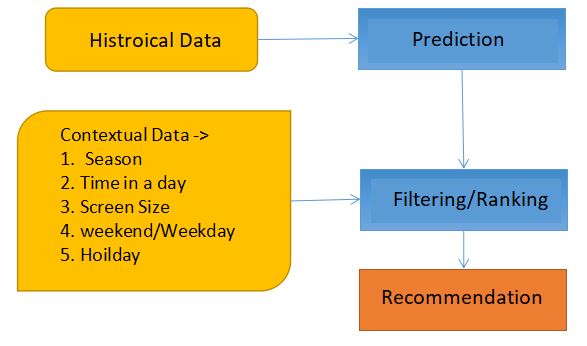 Histroical Data
Prediction
Contextual Data ->
1. Season
2. Time in a day
3. Screen Size
4. weekend/Weekday
5. Hoilday
Filtering/Ranking
Recommendation